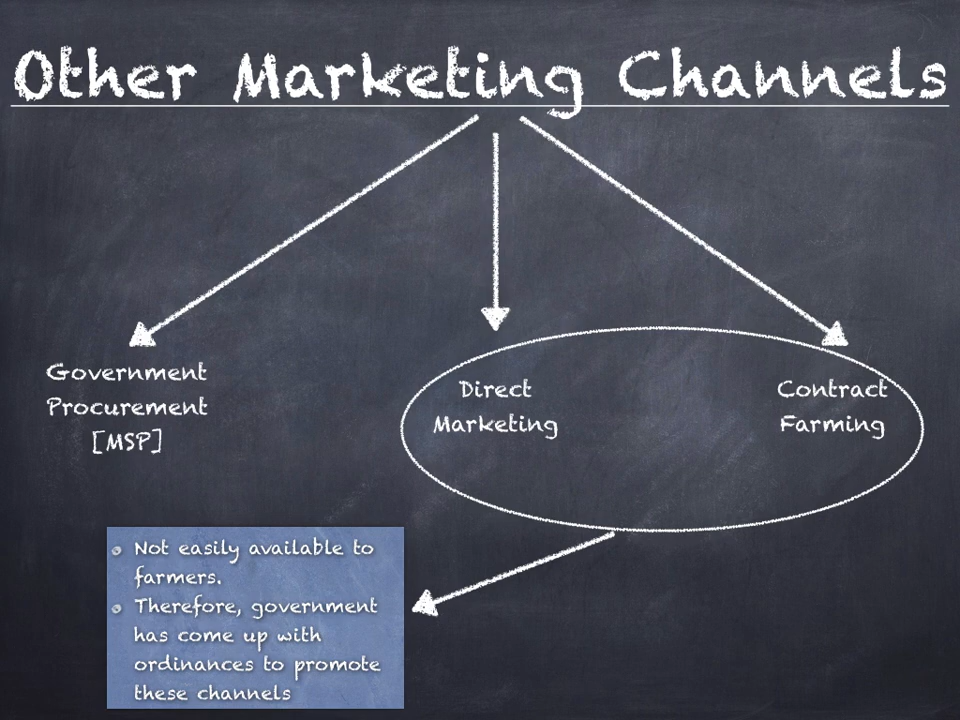 Other Marketing Channels
Government
Procurement
[MSP]
Direct
Marketing
Contract
Farming
Not easily available to
farmers.
Therefore, government
has come up with
ordinances to promote
these channels